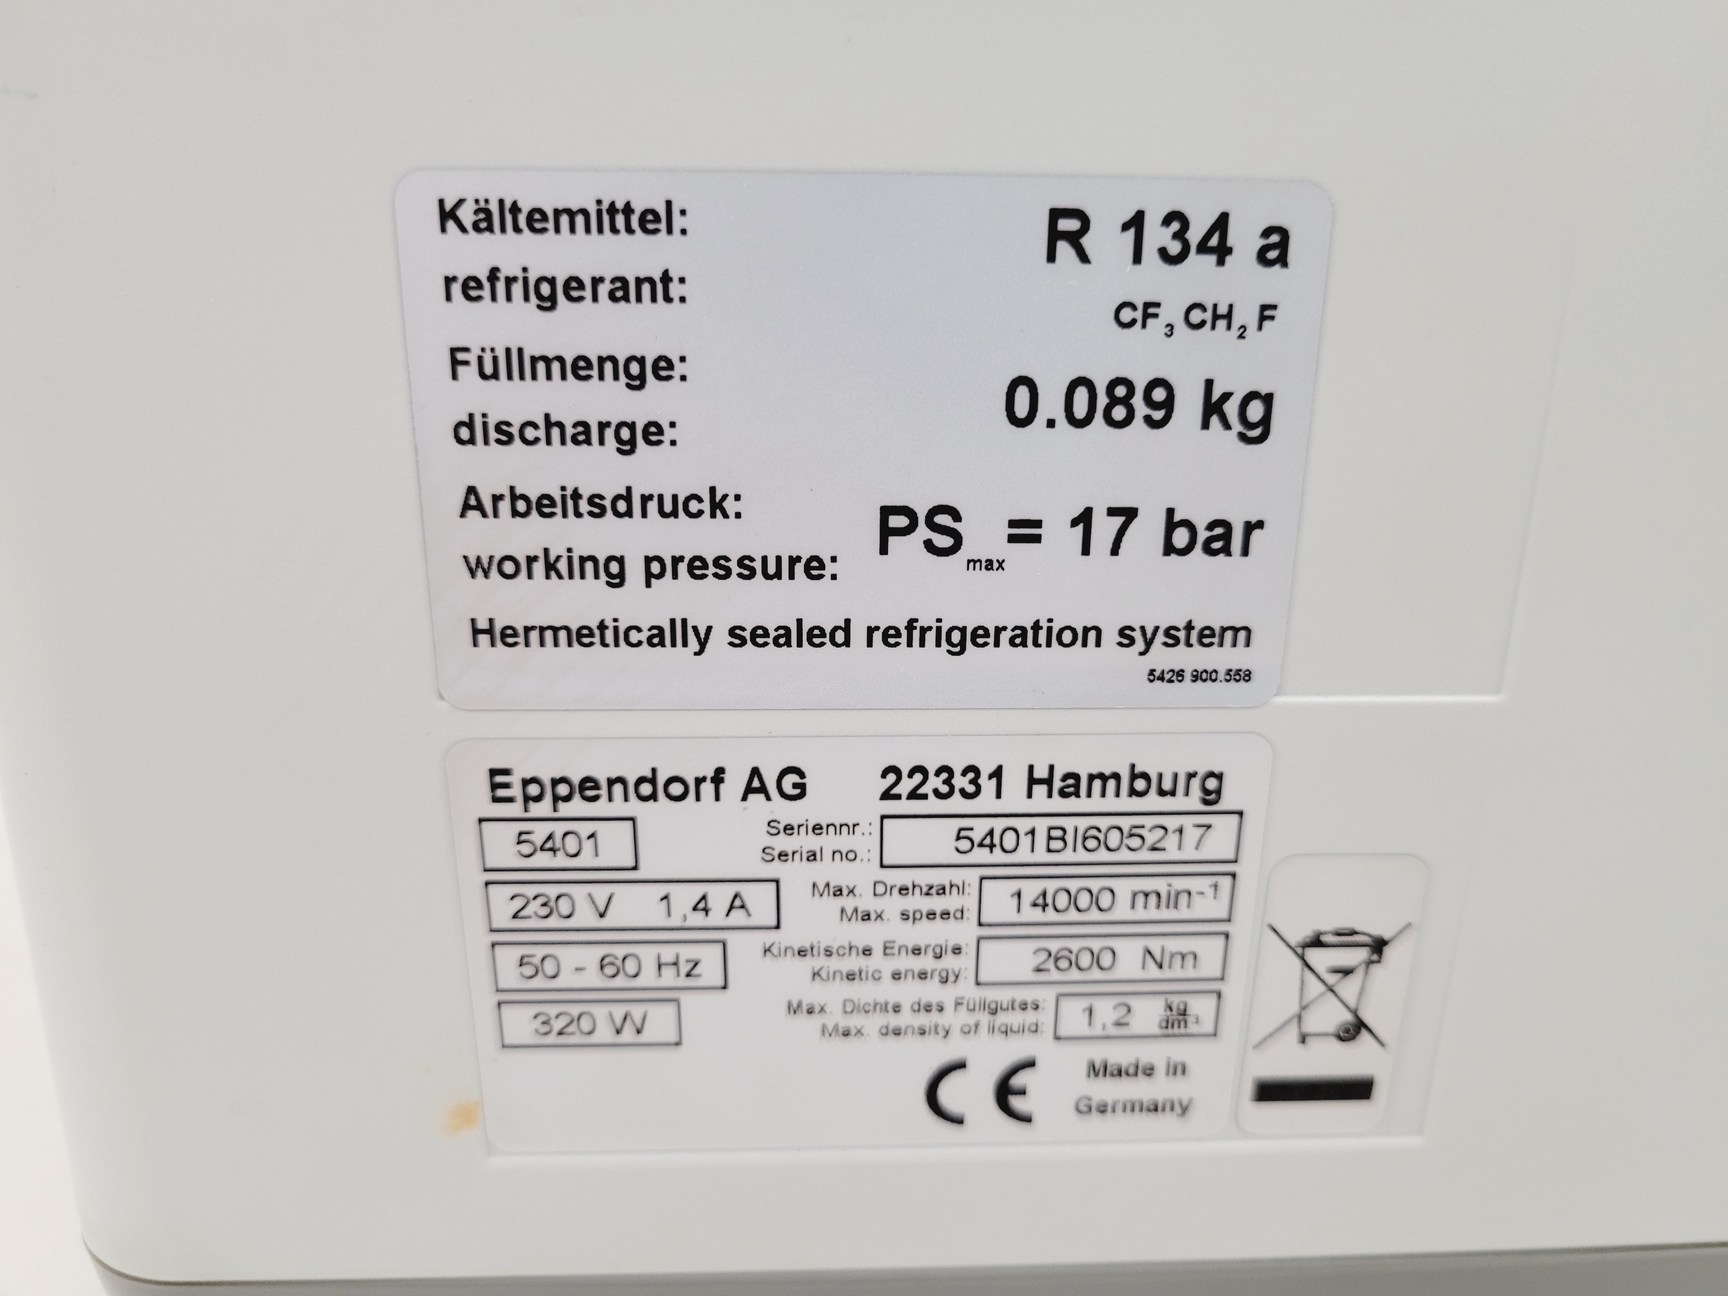 Kältemittel:
refrigerant:
R 134 a
CF₃CH₂F
Füllmenge:
discharge:
0.089 kg
Arbeitsdruck:
working pressure:
PSmax = 17 bar
Hermetically sealed refrigeration system
5426 900.558
Eppendorf AG 22331 Hamburg
5401
Seriennr.:
Serial no.:
5401BI605217
230 V 1,4 A
Max. Drehzahl:
Max. speed:
14000 min⁻¹
50 - 60 Hz
Kinetische Energie:
Kinetic energy:
2600 Nm
320 W
Max. Dichte des Füllgutes:
Max. density of liquid:
1,2 kg/dm³
CE
Made in
Germany